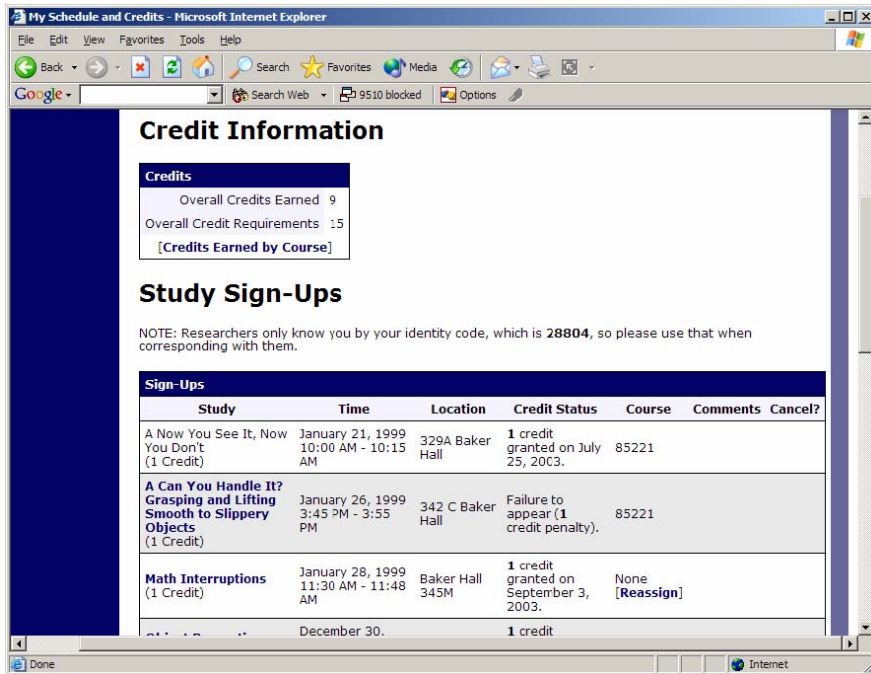 My Schedule and Credits - Microsoft Internet Explorer
File Edit View Favorites Tools Help
Back Search Favorites Media
Google Search Web 9510 blocked Options
Credit Information
Credits
Overall Credits Earned 9
Overall Credit Requirements 15
[Credits Earned by Course]
Study Sign-Ups
NOTE: Researchers only know you by your identity code, which is 28804, so please use that when
corresponding with them.
Sign-Ups
Study Time Location Credit Status Course Comments Cancel?
A Now You See It, Now
You Don't
(1 Credit)
January 21, 1999
10:00 AM - 10:15
AM
329A Baker
Hall
1 credit
granted on July
25, 2003.
85221
A Can You Handle It?
Grasping and Lifting
Smooth to Slippery
Objects
(1 Credit)
January 26, 1999
3:45 PM - 3:55
PM
342 C Baker
Hall
Failure to
appear (1
credit penalty).
85221
Math Interruptions
(1 Credit)
January 28, 1999
11:30 AM - 11:48
AM
Baker Hall
345M
1 credit
granted on
September 3,
2003.
None
[Reassign]
December 30,
1 credit
Done Internet